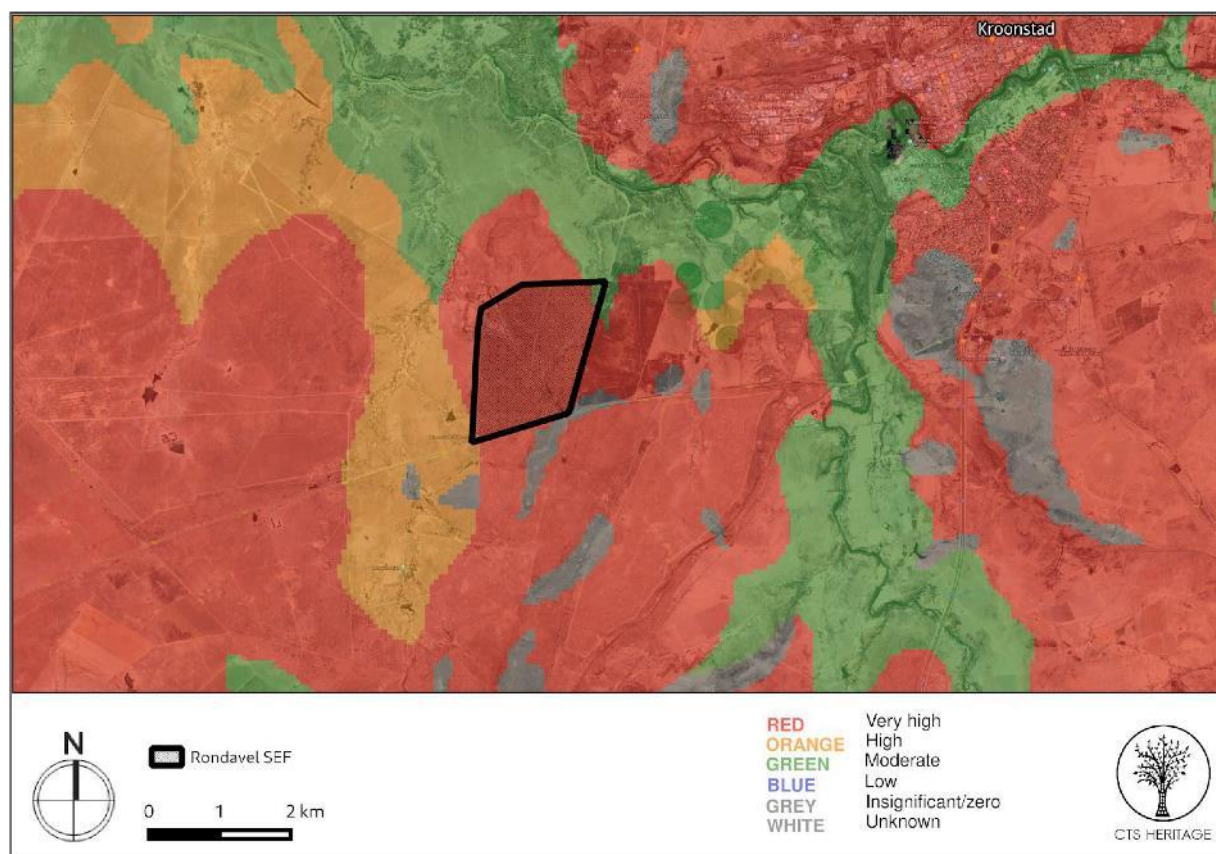 Kroonstad
N
Rondavel SEF
0 1 2 km
RED Very high
ORANGE High
GREEN Moderate
BLUE Low
GREY Insignificant/zero
WHITE Unknown
CTS HERITAGE